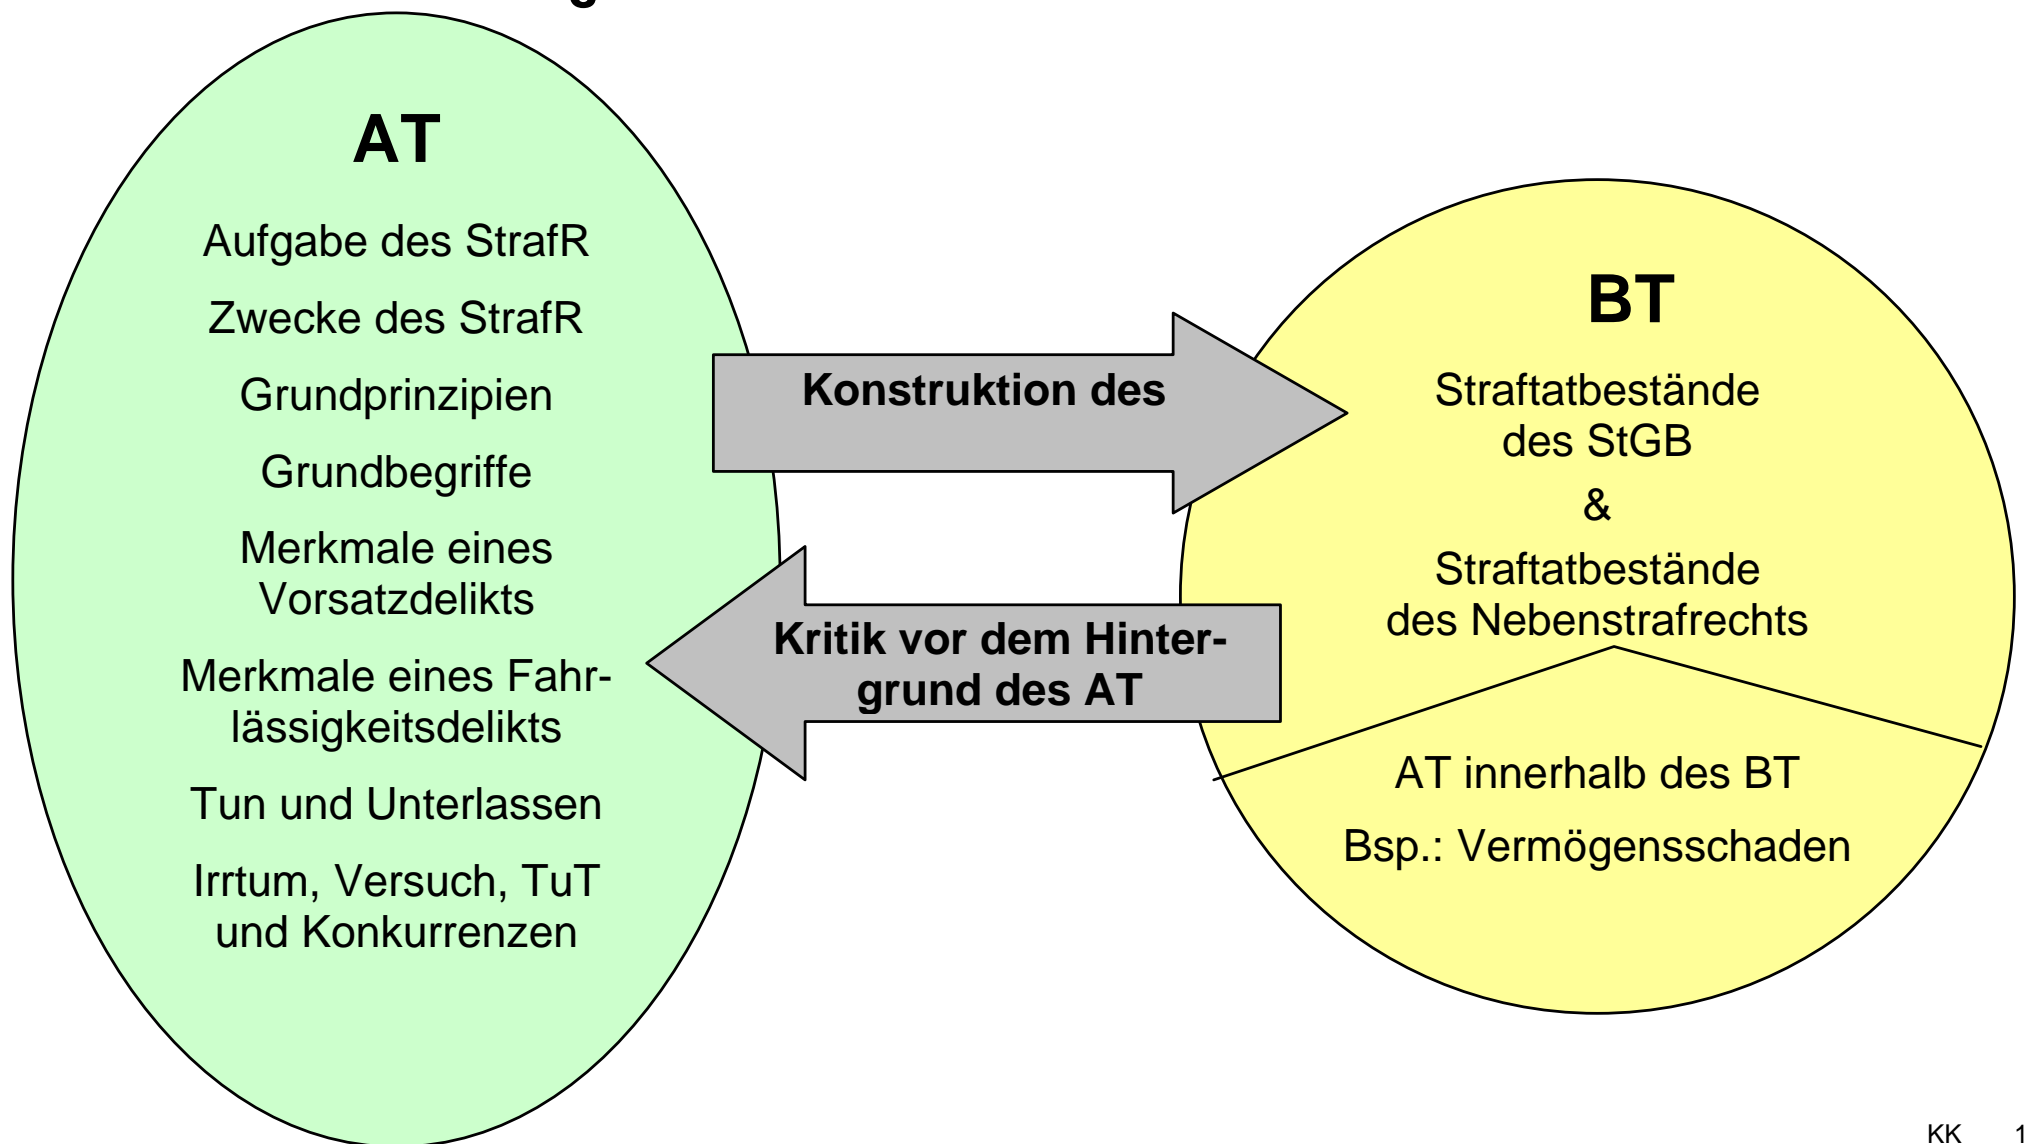 AT
Aufgabe des StrafR
Zwecke des StrafR
Grundprinzipien
Grundbegriffe
Merkmale eines
Vorsatzdelikts
Merkmale eines Fahr-
lässigkeitsdelikts
Tun und Unterlassen
Irrtum, Versuch, TuT
und Konkurrenzen
Konstruktion des
Kritik vor dem Hinter-
grund des AT
BT
Straftatbestände
des StGB
&
Straftatbestände
des Nebenstrafrechts
AT innerhalb des BT
Bsp.: Vermögensschaden
KK 1